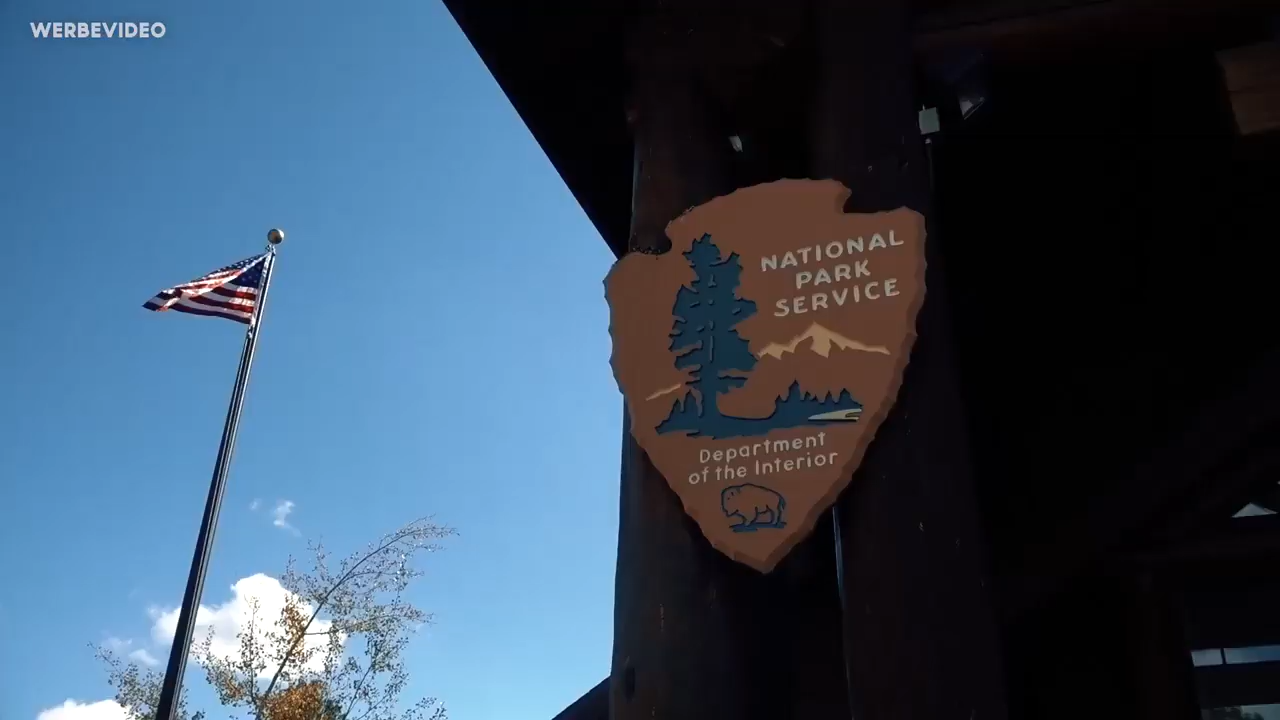 WERBEVIDEO
NATIONAL
PARK
SERVICE
Department
of the Interior